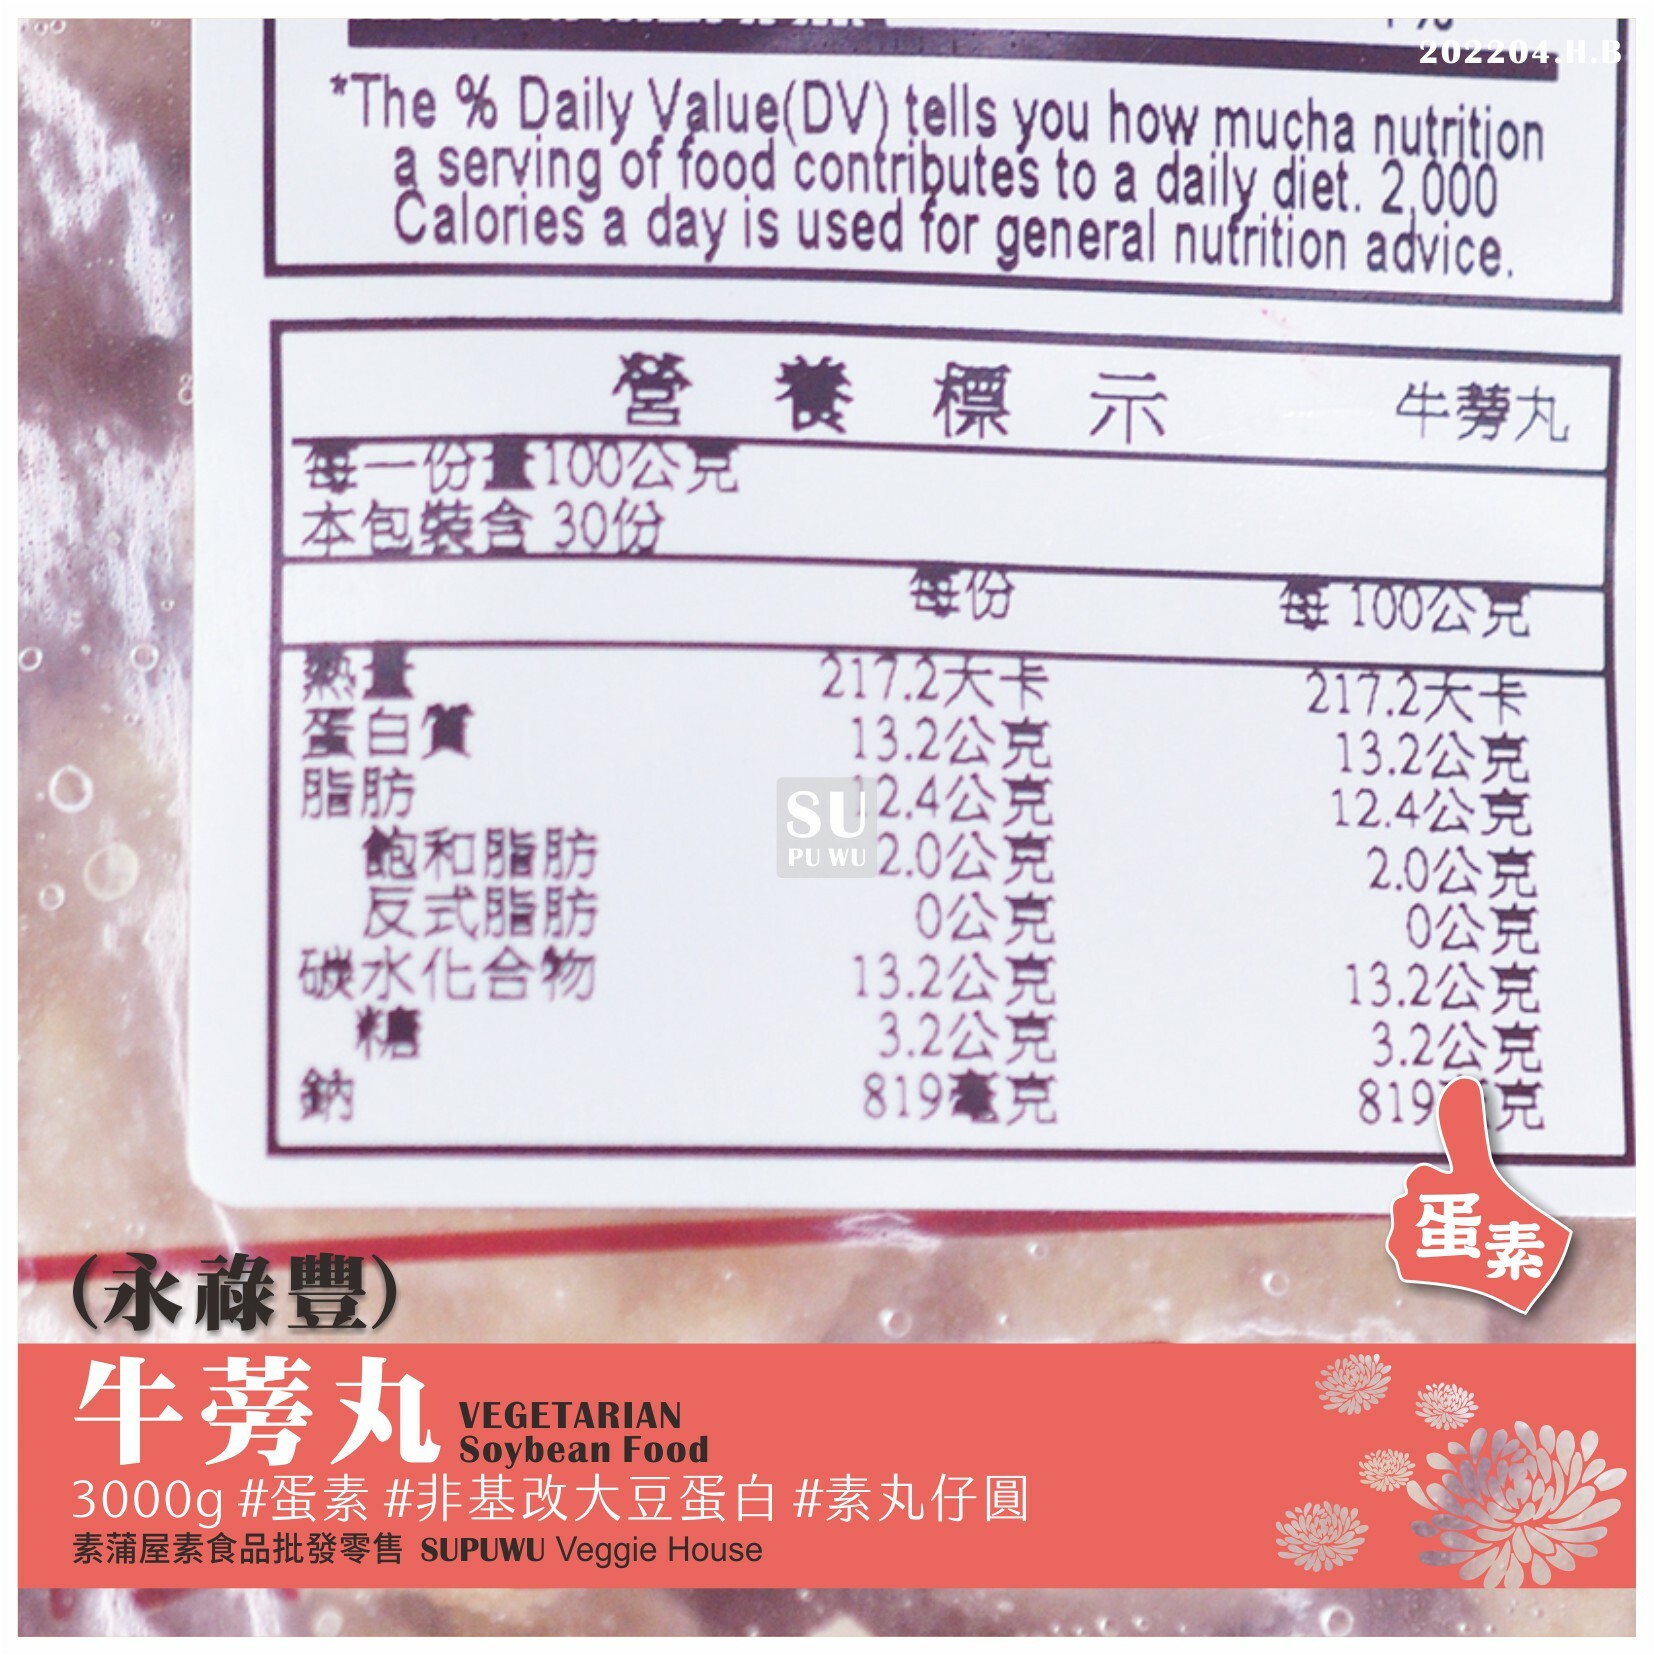 202204.H.B
*The % Daily Value(DV) tells you how mucha nutrition
a serving of food contributes to a daily diet. 2,000
Calories a day is used for general nutrition advice.
營養標示 牛蒡丸
每一份量100公克
本包裝含 30份
每份 每 100公克
熱量 217.2大卡 217.2大卡
蛋白質 13.2公克 13.2公克
脂肪 12.4公克 12.4公克
飽和脂肪 2.0公克 2.0公克
反式脂肪 0公克 0公克
碳水化合物 13.2公克 13.2公克
糖 3.2公克 3.2公克
鈉 819毫克 819 克
SU
PU WU
蛋素
(永祿豐)
牛蒡丸 VEGETARIAN
Soybean Food
3000g #蛋素 #非基改大豆蛋白 #素丸仔圓
素蒲屋素食品批發零售 SUPUWU Veggie House